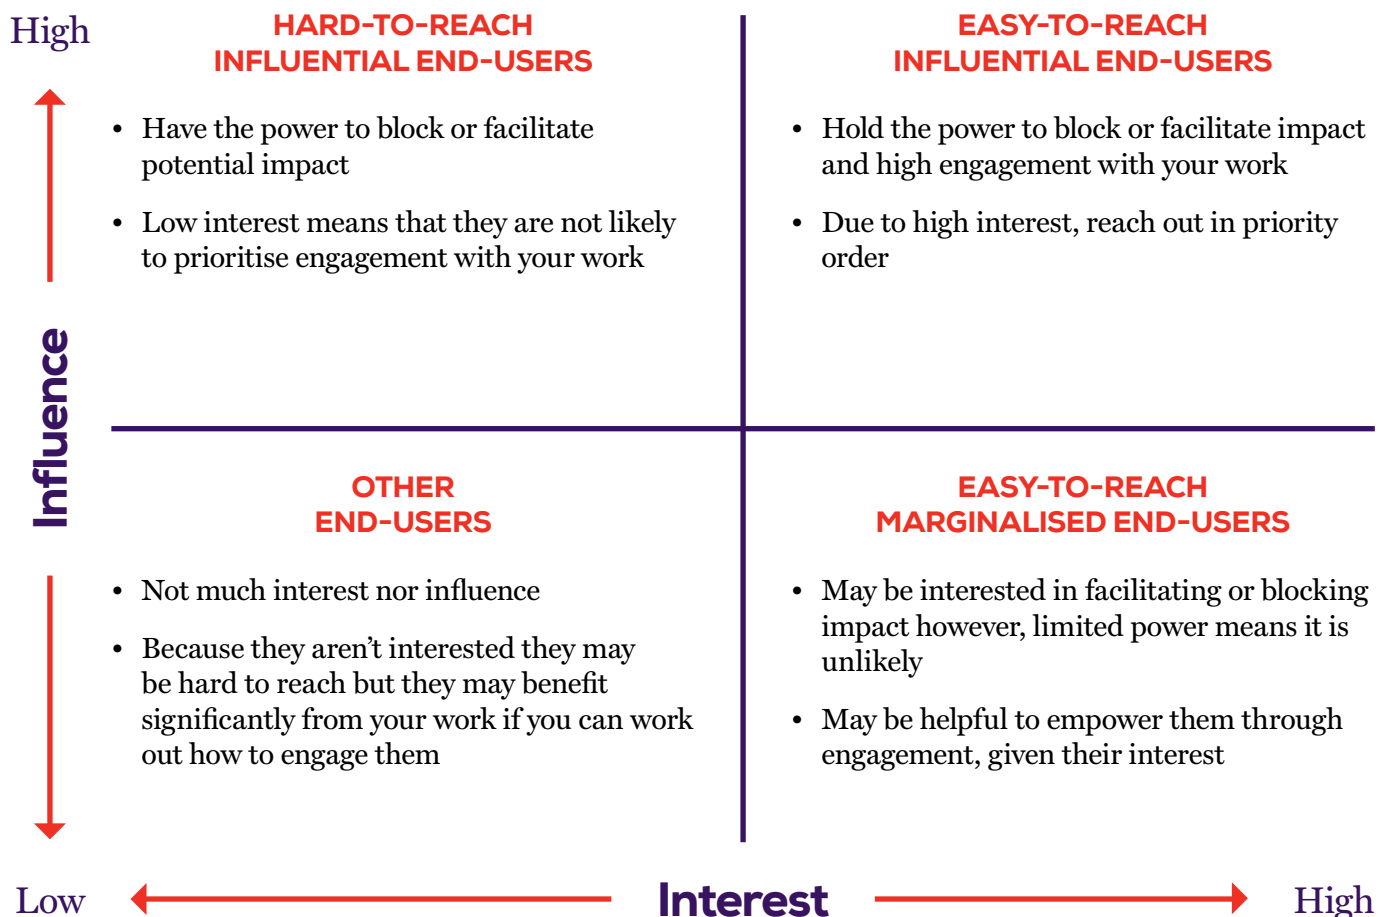 High
HARD-TO-REACH
INFLUENTIAL END-USERS
• Have the power to block or facilitate
potential impact
• Low interest means that they are not likely
to prioritise engagement with your work
EASY-TO-REACH
INFLUENTIAL END-USERS
• Hold the power to block or facilitate impact
and high engagement with your work
• Due to high interest, reach out in priority
order
Influence
OTHER
END-USERS
• Not much interest nor influence
• Because they aren’t interested they may
be hard to reach but they may benefit
significantly from your work if you can work
out how to engage them
EASY-TO-REACH
MARGINALISED END-USERS
• May be interested in facilitating or blocking
impact however, limited power means it is
unlikely
• May be helpful to empower them through
engagement, given their interest
Low
Interest
High